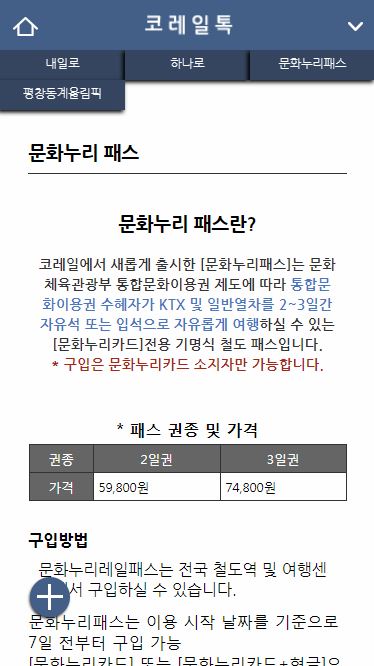 코레일톡
내일로 하나로 문화누리패스
평창동계올림픽
문화누리 패스
문화누리 패스란?
코레일에서 새롭게 출시한 [문화누리패스]는 문화
체육관광부 통합문화이용권 제도에 따라 통합문
화이용권 수혜자가 KTX 및 일반열차를 2~3일간
자유석 또는 입석으로 자유롭게 여행하실 수 있는
[문화누리카드]전용 기명식 철도 패스입니다.
* 구입은 문화누리카드 소지자만 가능합니다.
* 패스 권종 및 가격
권종 2일권 3일권
가격 59,800원 74,800원
구입방법
문화누리레일패스는 전국 철도역 및 여행센
서 구입하실 수 있습니다.
문화누리패스는 이용 시작 날짜를 기준으로
7일 전부터 구입 가능
[문화누리카드] 또는 [문화누리카드+현금]으